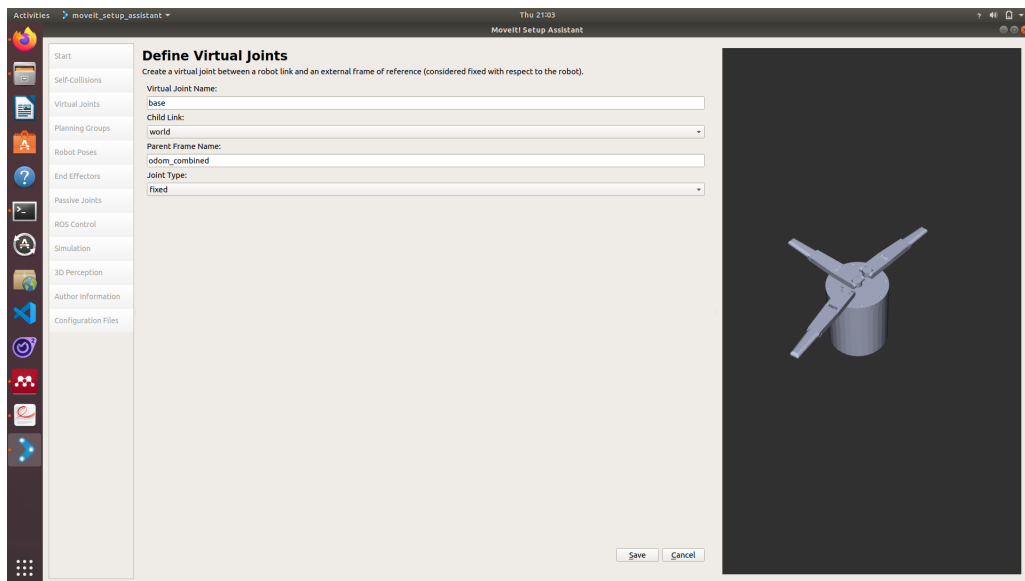 Activities
moveit_setup_assistant
Thu 21:03
?
MoveIt! Setup Assistant
Start
Self-Collisions
Virtual Joints
Planning Groups
Robot Poses
End Effectors
Passive Joints
ROS Control
Simulation
3D Perception
Author Information
Configuration Files
Define Virtual Joints
Create a virtual joint between a robot link and an external frame of reference (considered fixed with respect to the robot).
Virtual Joint Name:
base
Child Link:
world
Parent Frame Name:
odom_combined
Joint Type:
fixed
Save
Cancel